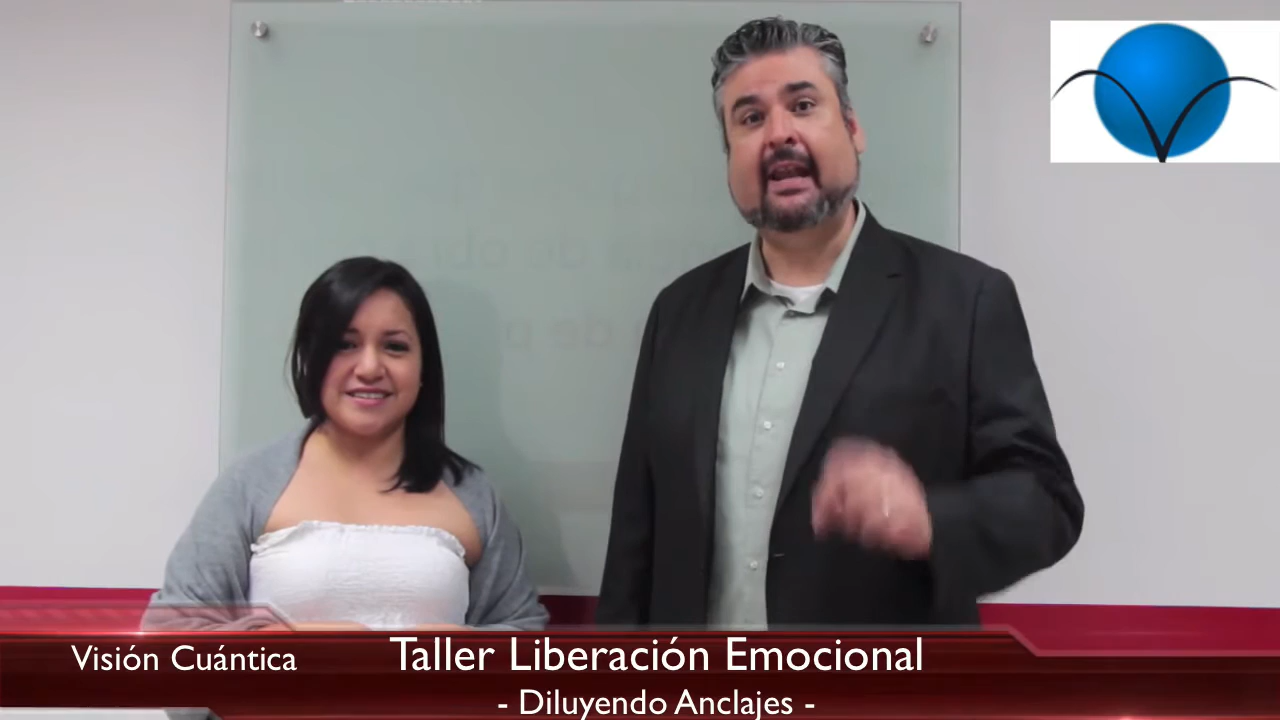 Visión Cuántica
Taller Liberación Emocional
- Diluyendo Anclajes -